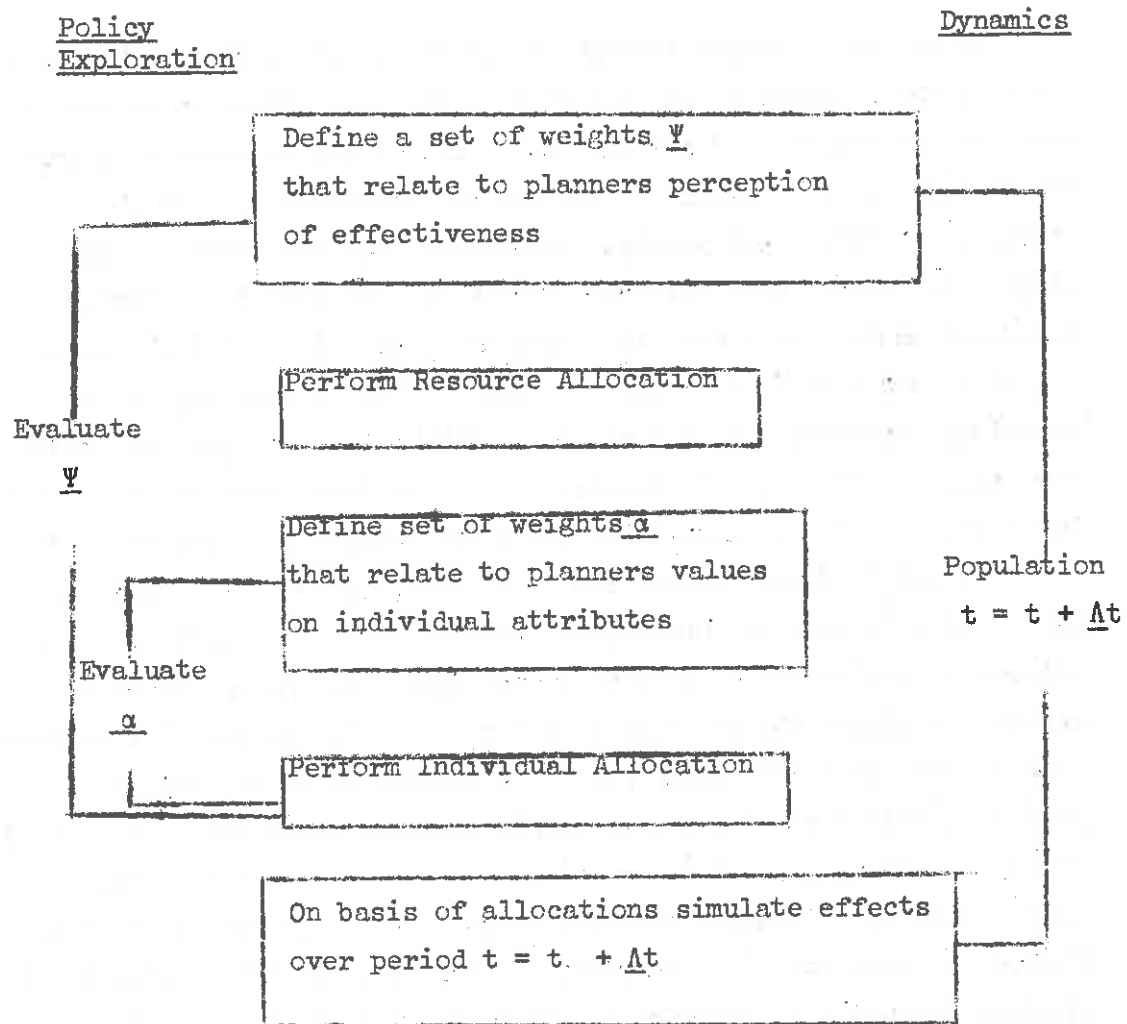 Policy
Exploration
Dynamics
Define a set of weights Ψ
that relate to planners perception
of effectiveness
Perform Resource Allocation
Evaluate
Ψ
Define set of weights α
that relate to planners values
on individual attributes
Population
t = t + Λt
Evaluate
α
Perform Individual Allocation
On basis of allocations simulate effects
over period t = t + Λt